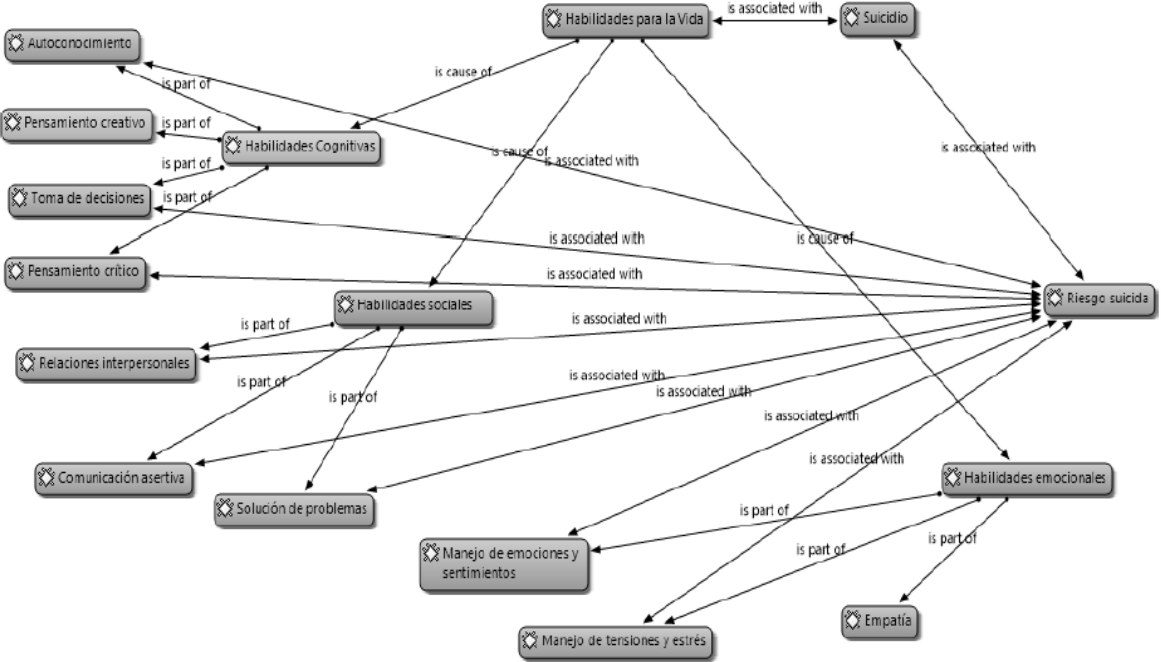 Habilidades para la Vida
is associated with
Suicidio
Autoconocimiento
is cause of
is part of
Pensamiento creativo
is part of
Habilidades Cognitivas
is cause of
is associated with
is associated with
is part of
Toma de decisiones
is part of
is associated with
is cause of
Pensamiento crítico
is associated with
Riesgo suicida
Habilidades sociales
is part of
is associated with
Relaciones interpersonales
is part of
is associated with
is part of
is associated with
is associated with
is associated with
Comunicación asertiva
Habilidades emocionales
Solución de problemas
is part of
is part of
is part of
Manejo de emociones y
sentimientos
Empatía
Manejo de tensiones y estrés